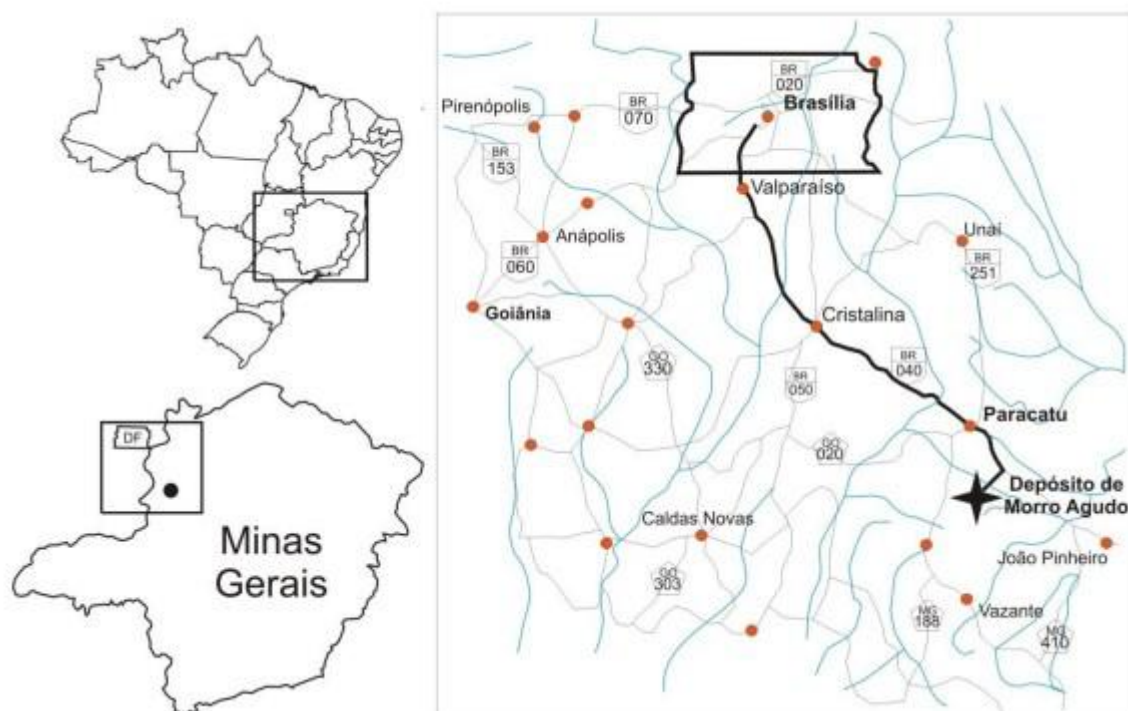 DF
Minas
Gerais
BR
020
Brasília
Pirenópolis
BR
070
BR
153
Valparaíso
Anápolis
Unaí
BR
060
BR
251
Goiânia
Cristalina
GO
330
BR
050
BR
040
Paracatu
GO
020
Depósito de
Morro Agudo
Caldas Novas
João Pinheiro
GO
303
Vazante
MG
188
MG
410